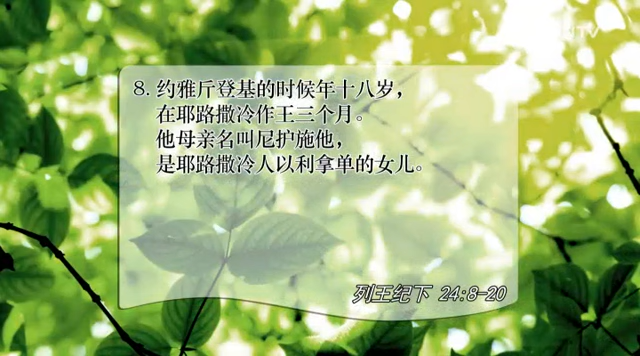 8. 约雅斤登基的时候年十八岁，
在耶路撒冷作王三个月。
他母亲名叫尼护施他，
是耶路撒冷人以利拿单的女儿。
列王纪下 24:8-20